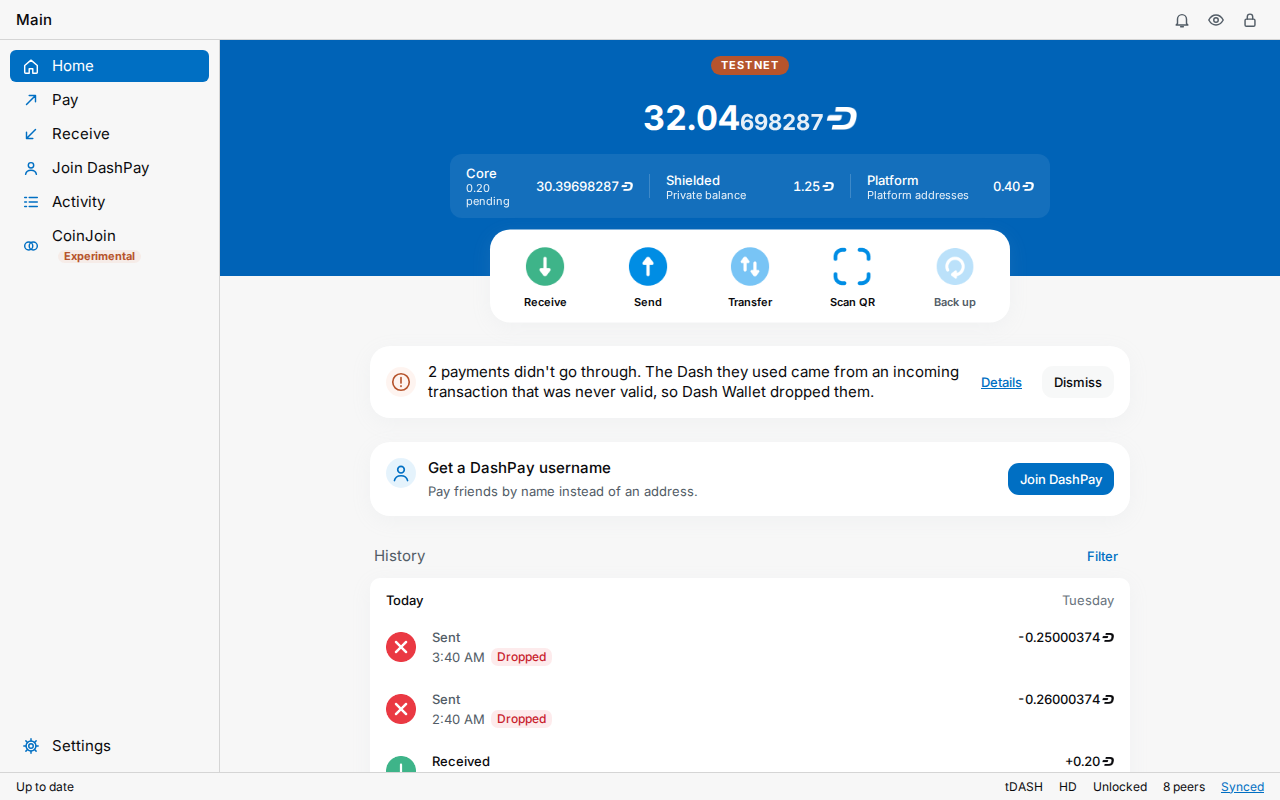 Main
Home
Pay
Receive
Join DashPay
Activity
CoinJoin
Experimental
Settings
TESTNET
32.04698287
Core
0.20
pending
30.39698287
Shielded
Private balance
1.25
Platform
Platform addresses
0.40
Receive
Send
Transfer
Scan QR
Back up
2 payments didn't go through. The Dash they used came from an incoming
transaction that was never valid, so Dash Wallet dropped them.
Details
Dismiss
Get a DashPay username
Pay friends by name instead of an address.
Join DashPay
History
Filter
Today
Tuesday
Sent
-0.25000374
3:40 AM Dropped
Sent
-0.26000374
2:40 AM Dropped
Received
+0.20
Up to date
tDASH
HD
Unlocked
8 peers
Synced